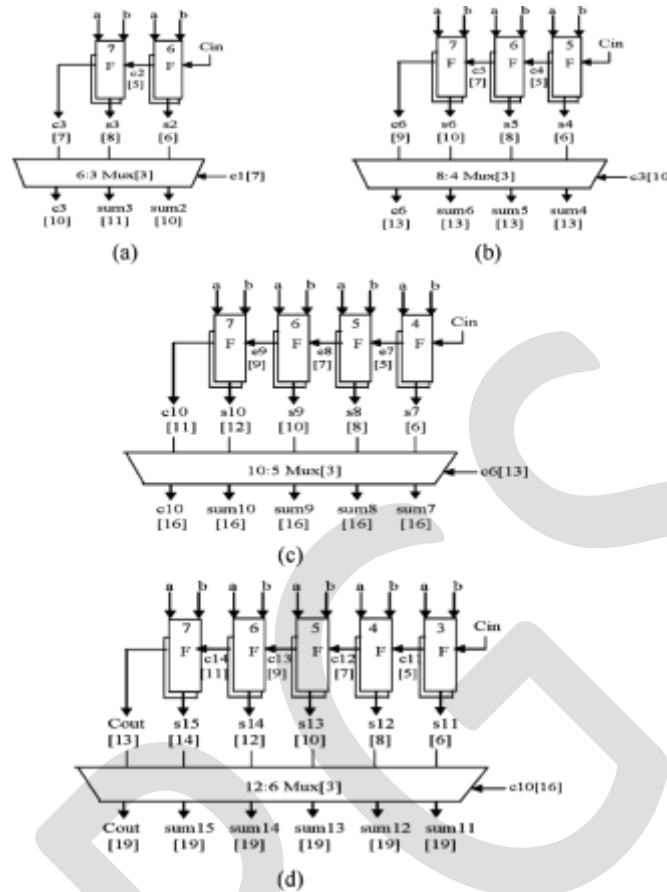 a b a b
7 6 Cin
F c2 F
[5]
c3 s3 s2
[7] [8] [6]
6:3 Mux[3] c1[7]
c3 sum3 sum2
[10] [11] [10]
(a)
a b a b a b
7 6 5 Cin
F c5 F c4 F
[7] [5]
c6 s6 s5 s4
[9] [10] [8] [6]
8:4 Mux[3] c3[10
c6 sum6 sum5 sum4
[13] [13] [13] [13]
(b)
a b a b a b a b
7 6 5 4 Cin
F c9 F c8 F c7 F
[9] [7] [5]
c10 s10 s9 s8 s7
[11] [12] [10] [8] [6]
10:5 Mux[3] c6[13]
c10 sum10 sum9 sum8 sum7
[16] [16] [16] [16] [16]
(c)
a b a b a b a b a b
7 6 5 4 3 Cin
F c14 F c13 F c12 F c11 F
[11] [9] [7] [5]
Cout s15 s14 s13 s12 s11
[13] [14] [12] [10] [8] [6]
12:6 Mux[3] c10[16]
Cout sum15 sum14 sum13 sum12 sum11
[19] [19] [19] [19] [19] [19]
(d)